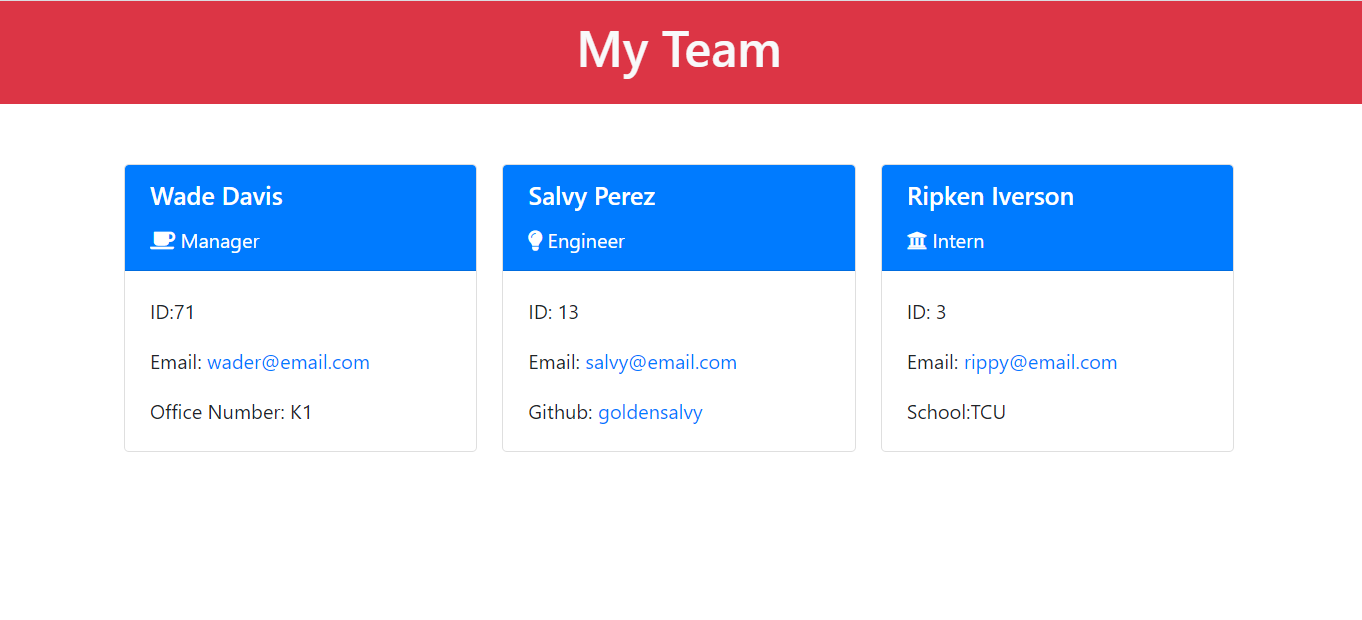 My Team
Wade Davis
Manager
ID:71
Email: wader@email.com
Office Number: K1
Salvy Perez
Engineer
ID: 13
Email: salvy@email.com
Github: goldensalvy
Ripken Iverson
Intern
ID: 3
Email: rippy@email.com
School:TCU